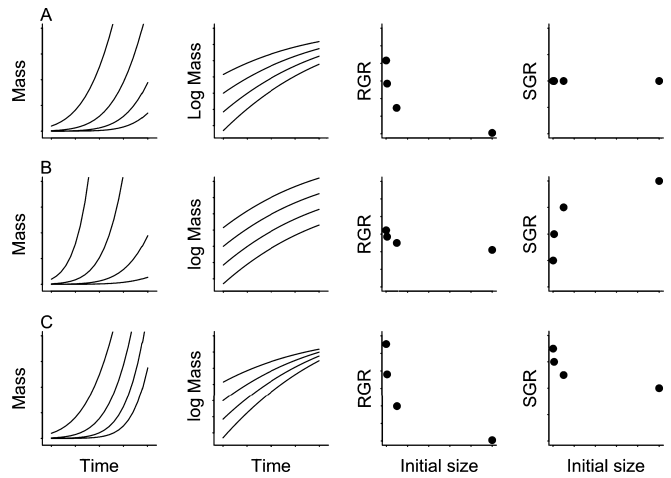 A
Mass
Log Mass
RGR
SGR
B
Mass
log Mass
RGR
SGR
C
Mass
log Mass
RGR
SGR
Time
Time
Initial size
Initial size